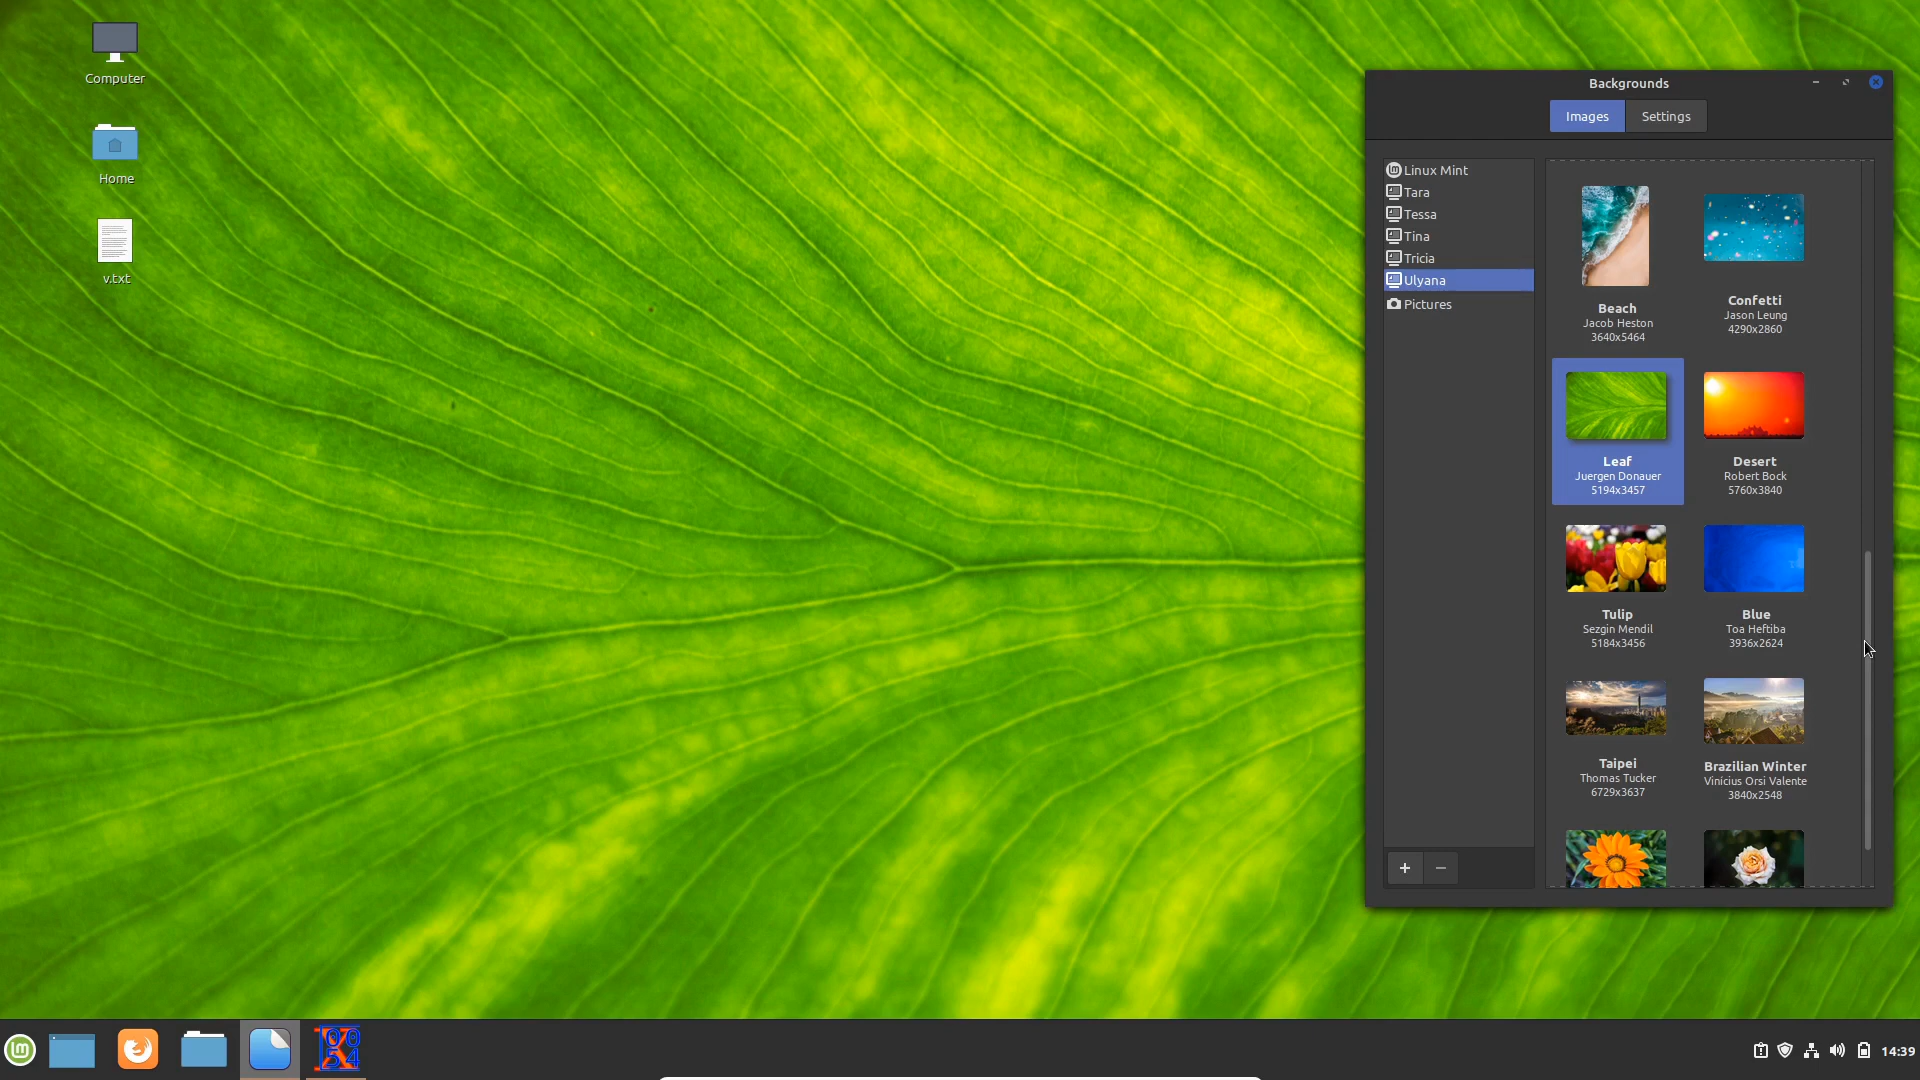 Computer
Home
v.txt
Backgrounds
Images
Settings
Linux Mint
Tara
Tessa
Tina
Tricia
Ulyana
Pictures
Beach
Jacob Heston
3640x5464
Confetti
Jason Leung
4290x2860
Leaf
Juergen Donauer
5194x3457
Desert
Robert Bock
5760x3840
Tulip
Sezgin Mendil
5184x3456
Blue
Toa Heftiba
3936x2624
Taipei
Thomas Tucker
6729x3637
Brazilian Winter
Vinícius Orsi Valente
3840x2548
14:39